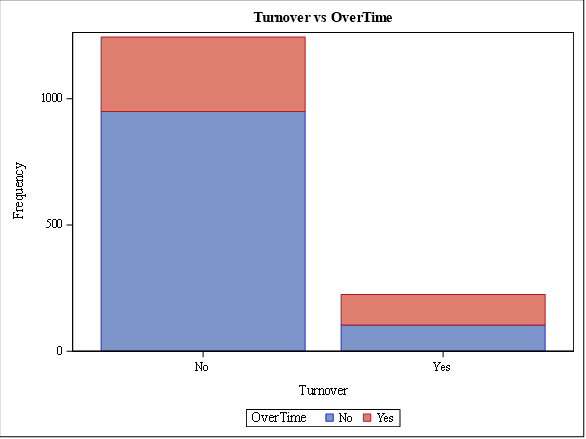 Turnover vs OverTime
1000
500
0
Frequency
No Yes
Turnover
OverTime No Yes